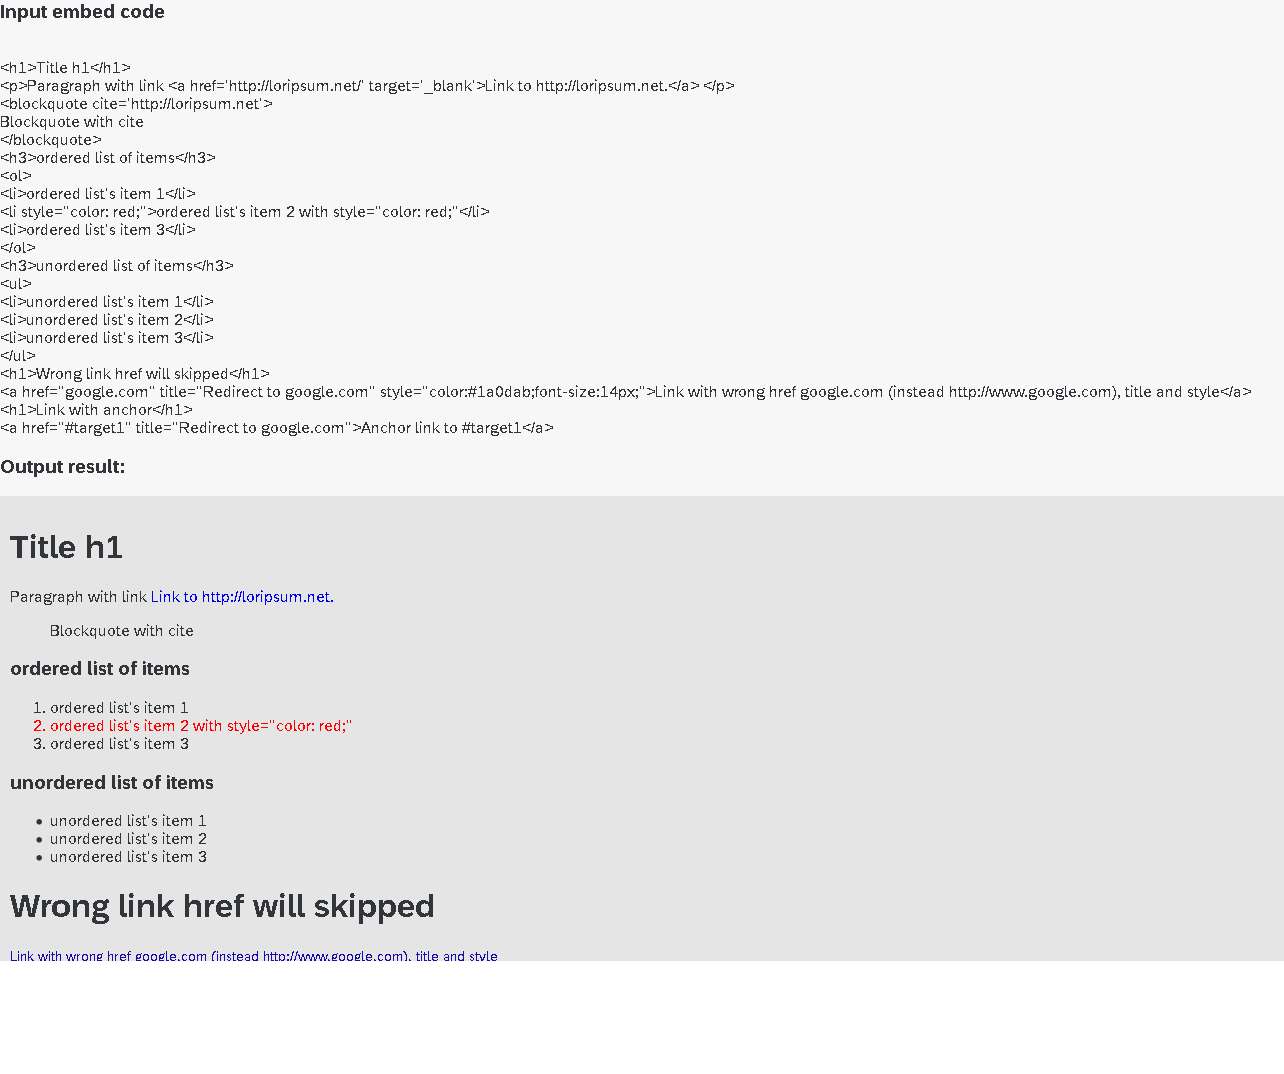 Input embed code
<h1>Title h1</h1>
<p>Paragraph with link <a href='http://loripsum.net/' target='_blank'>Link to http://loripsum.net.</a> </p>
<blockquote cite='http://loripsum.net'>
Blockquote with cite
</blockquote>
<h3>ordered list of items</h3>
<ol>
<li>ordered list's item 1</li>
<li style="color: red;">ordered list's item 2 with style="color: red;"</li>
<li>ordered list's item 3</li>
</ol>
<h3>unordered list of items</h3>
<ul>
<li>unordered list's item 1</li>
<li>unordered list's item 2</li>
<li>unordered list's item 3</li>
</ul>
<h1>Wrong link href will skipped</h1>
<a href="google.com" title="Redirect to google.com" style="color:#1a0dab;font-size:14px;">Link with wrong href google.com (instead http://www.google.com), title and style</a>
<h1>Link with anchor</h1>
<a href="#target1" title="Redirect to google.com">Anchor link to #target1</a>
Output result:
Title h1
Paragraph with link Link to http://loripsum.net.
Blockquote with cite
ordered list of items
1. ordered list's item 1
2. ordered list's item 2 with style="color: red;"
3. ordered list's item 3
unordered list of items
• unordered list's item 1
• unordered list's item 2
• unordered list's item 3
Wrong link href will skipped
Link with wrong href google.com (instead http://www.google.com), title and style